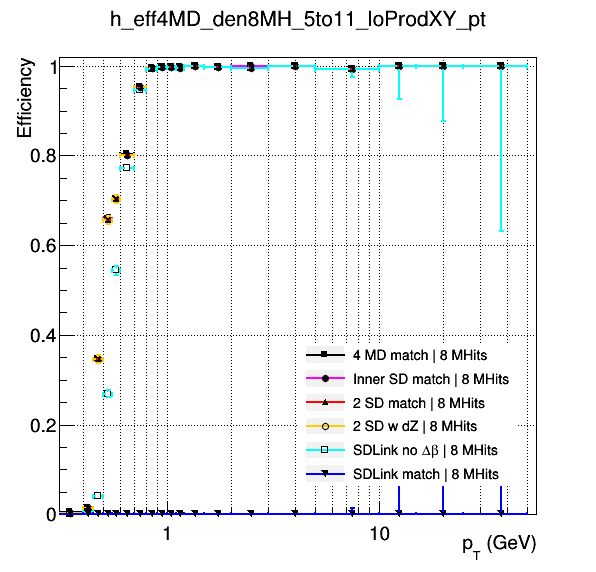 h_eff4MD_den8MH_5to11_loProdXY_pt
Efficiency
1
0.8
0.6
0.4
0.2
0
4 MD match | 8 MHits
Inner SD match | 8 MHits
2 SD match | 8 MHits
2 SD w dZ | 8 MHits
SDLink no Δβ | 8 MHits
SDLink match | 8 MHits
1
10
p_T (GeV)